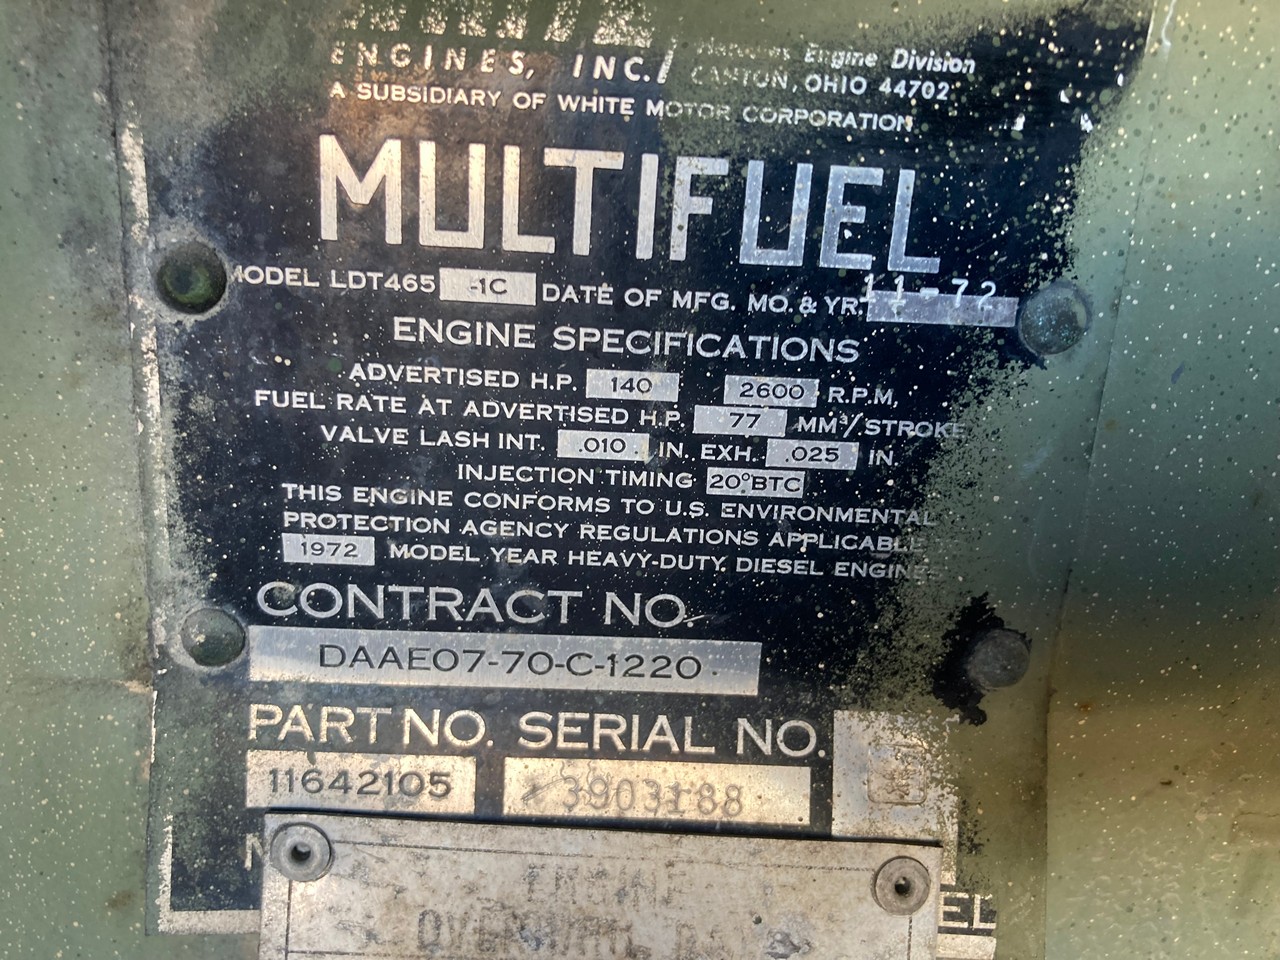 ENGINES, INC. / Engine Division
CANTON, OHIO 44702
A SUBSIDIARY OF WHITE MOTOR CORPORATION
MULTIFUEL
MODEL LDT465 -1C DATE OF MFG. MO. & YR. 11-72
ENGINE SPECIFICATIONS
ADVERTISED H.P. 140 2600 R.P.M.
FUEL RATE AT ADVERTISED H.P. 77 MM³/STROKE
VALVE LASH INT. .010 IN. EXH. .025 IN.
INJECTION TIMING 20°BTC
THIS ENGINE CONFORMS TO U.S. ENVIRONMENTAL
PROTECTION AGENCY REGULATIONS APPLICABLE
1972 MODEL YEAR HEAVY-DUTY DIESEL ENGINE
CONTRACT NO.
DAAE07-70-C-1220
PART NO. SERIAL NO.
11642105 3903188
ENGINE
EL